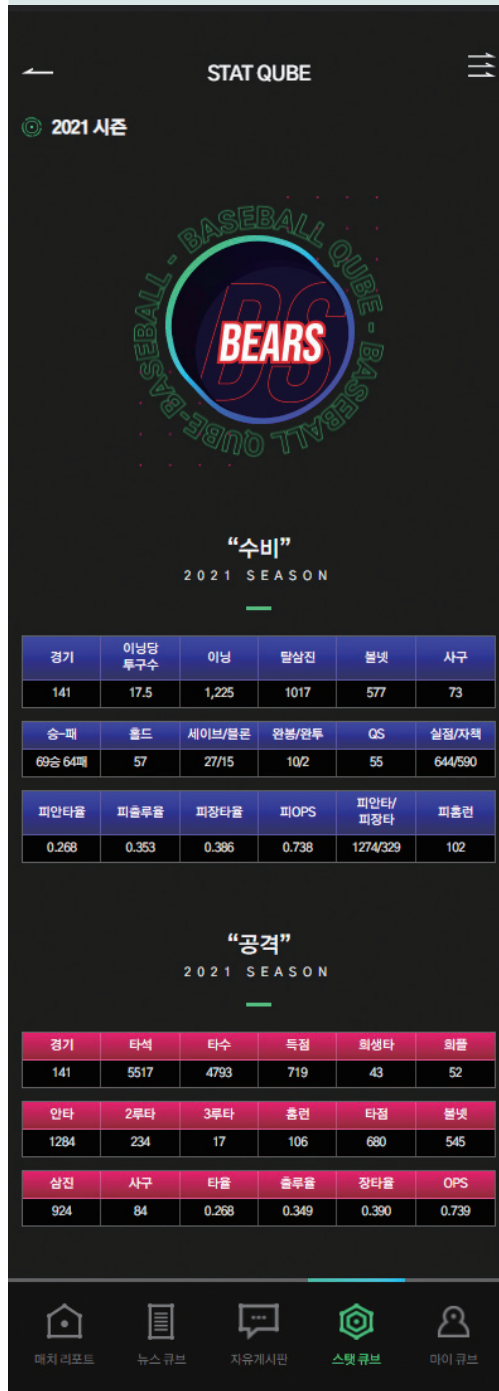 STAT QUBE
2021 시즌
BASEBALL QUBE - BASEBALL QUBE-BASEBALL -
DS
BEARS
“수비”
2021 SEASON
경기 이닝당 투구수 이닝 탈삼진 볼넷 사구
141 17.5 1,225 1017 577 73
승-패 홀드 세이브/블론 완봉/완투 QS 실점/자책
69승 64패 57 27/15 10/2 55 644/590
피안타율 피출루율 피장타율 피OPS 피안타/피장타 피홈런
0.268 0.353 0.386 0.738 1274/329 102
“공격”
2021 SEASON
경기 타석 타수 득점 희생타 희플
141 5517 4793 719 43 52
안타 2루타 3루타 홈런 타점 볼넷
1284 234 17 106 680 545
삼진 사구 타율 출루율 장타율 OPS
924 84 0.268 0.349 0.390 0.739
매치 리포트 뉴스 큐브 자유게시판 스탯 큐브 마이 큐브